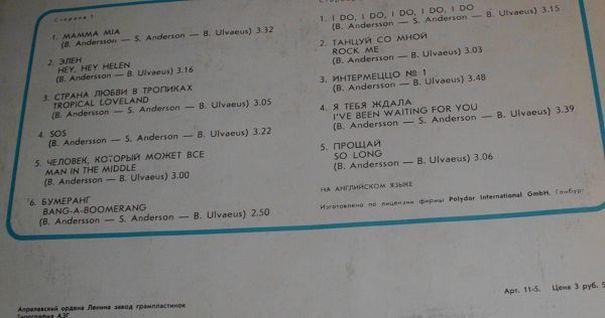 Сторона 1
1. MAMMA MIA
(B. Andersson — S. Anderson — B. Ulvaeus) 3.32
2. ЭЛЕН
HEY, HEY HELEN
(B. Andersson — B. Ulvaeus) 3.16
3. СТРАНА ЛЮБВИ В ТРОПИКАХ
TROPICAL LOVELAND
(B. Andersson — S. Anderson — B. Ulvaeus) 3.05
4. SOS
(B. Andersson — S. Anderson — B. Ulvaeus) 3.22
5. ЧЕЛОВЕК, КОТОРЫЙ МОЖЕТ ВСЕ
MAN IN THE MIDDLE
(B. Andersson — B. Ulvaeus) 3.00
6. БУМЕРАНГ
BANG-A-BOOMERANG
(B. Andersson — S. Anderson — B. Ulvaeus) 2.50
1. I DO, I DO, I DO, I DO, I DO
(B. Andersson — S. Anderson — B. Ulvaeus) 3.15
2. ТАНЦУЙ СО МНОЙ
ROCK ME
(B. Andersson — B. Ulvaeus) 3.03
3. ИНТЕРМЕЦЦО № 1
(B. Andersson — B. Ulvaeus) 3.48
4. Я ТЕБЯ ЖДАЛА
I'VE BEEN WAITING FOR YOU
(B. Andersson — S. Anderson — B. Ulvaeus) 3.39
5. ПРОЩАЙ
SO LONG
(B. Andersson — B. Ulvaeus) 3.06
НА АНГЛИЙСКОМ ЯЗЫКЕ
Изготовлено по лицензии фирмы Polydor International GmbH, Гамбург
Арт. 11-5. Цена 3 руб. 5
Апрелевский ордена Ленина завод грампластинок
Типография АЗГ